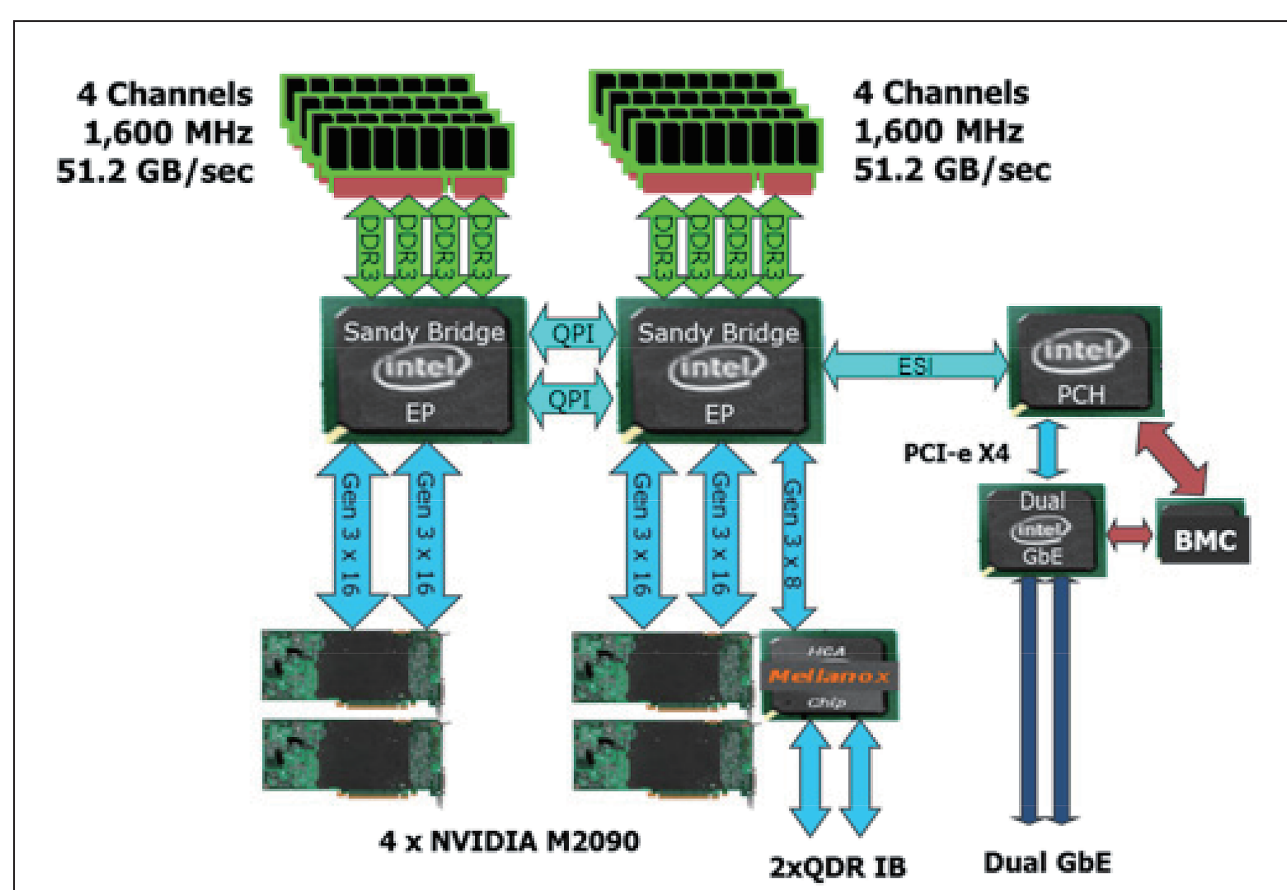 4 Channels
1,600 MHz
51.2 GB/sec
4 Channels
1,600 MHz
51.2 GB/sec
DDR3
DDR3
DDR3
DDR3
DDR3
DDR3
DDR3
DDR3
Sandy Bridge
intel
EP
QPI
QPI
Sandy Bridge
intel
EP
ESI
intel
PCH
PCI-e X4
Gen 3 x 16
Gen 3 x 16
Gen 3 x 16
Gen 3 x 16
Gen 3 x 8
Dual
intel
GbE
BMC
HCA
Mellanox
Chip
4 x NVIDIA M2090
2xQDR IB
Dual GbE